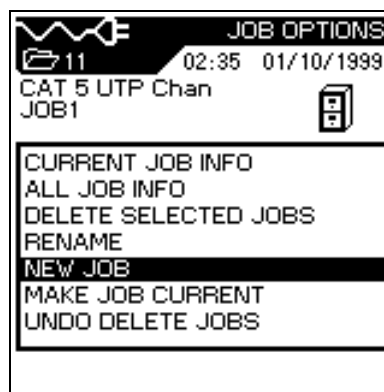 JOB OPTIONS
11 02:35 01/10/1999
CAT 5 UTP Chan
JOB1
CURRENT JOB INFO
ALL JOB INFO
DELETE SELECTED JOBS
RENAME
NEW JOB
MAKE JOB CURRENT
UNDO DELETE JOBS